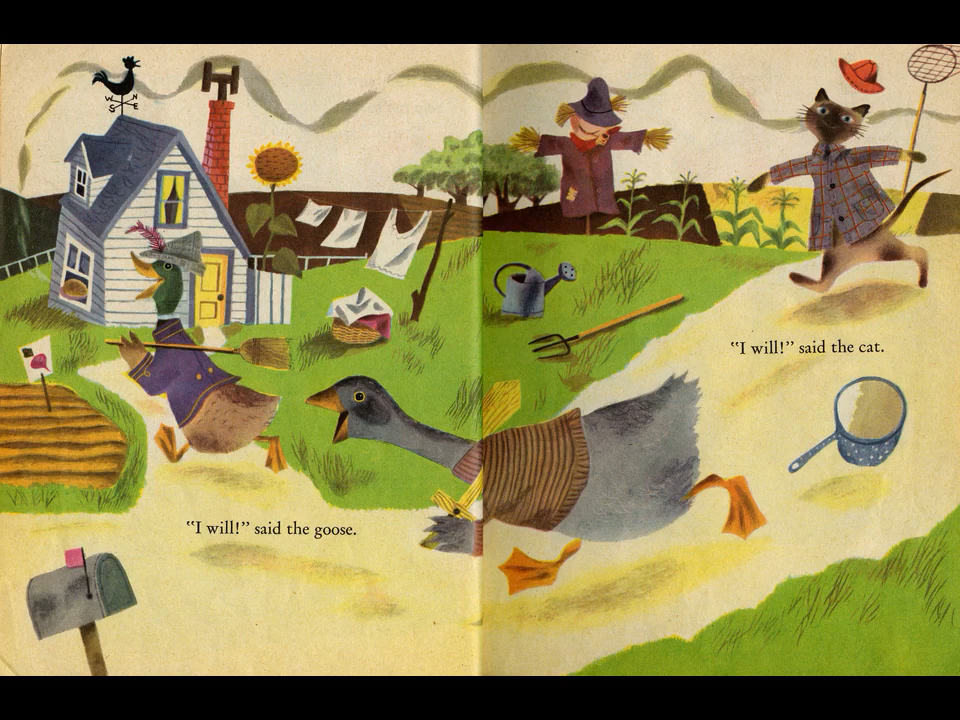 W N
S E
"I will!" said the goose.
"I will!" said the cat.